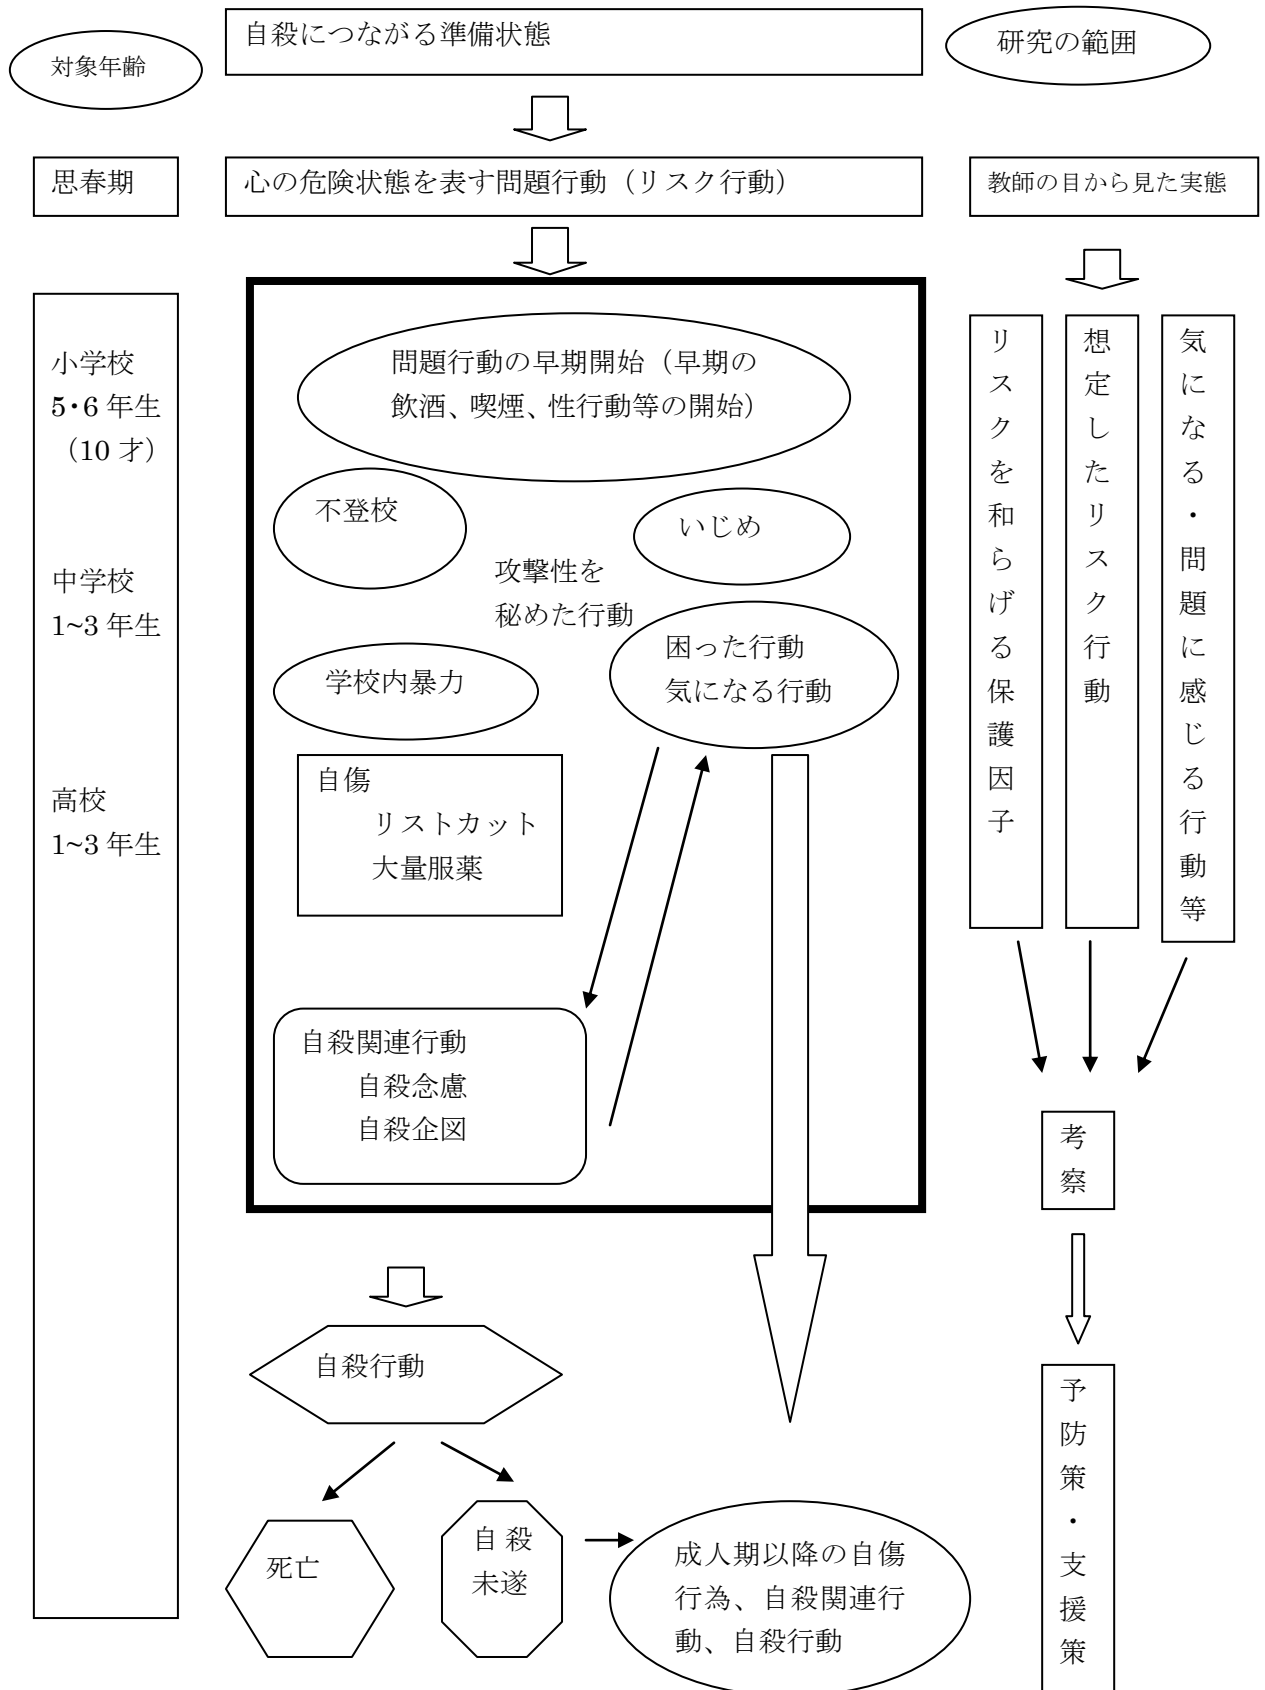 対象年齢
自殺につながる準備状態
研究の範囲
思春期
心の危険状態を表す問題行動（リスク行動）
教師の目から見た実態
小学校
5・6 年生
（10 才）
中学校
1~3 年生
高校
1~3 年生
問題行動の早期開始（早期の
飲酒、喫煙、性行動等の開始）
不登校
いじめ
攻撃性を
秘めた行動
困った行動
気になる行動
学校内暴力
自傷
リストカット
大量服薬
自殺関連行動
自殺念慮
自殺企図
自殺行動
死亡
自 殺
未遂
成人期以降の自傷
行為、自殺関連行
動、自殺行動
リスクを和らげる保護因子
想定したリスク行動
気になる・問題に感じる行動等
考察
予防策・支援策